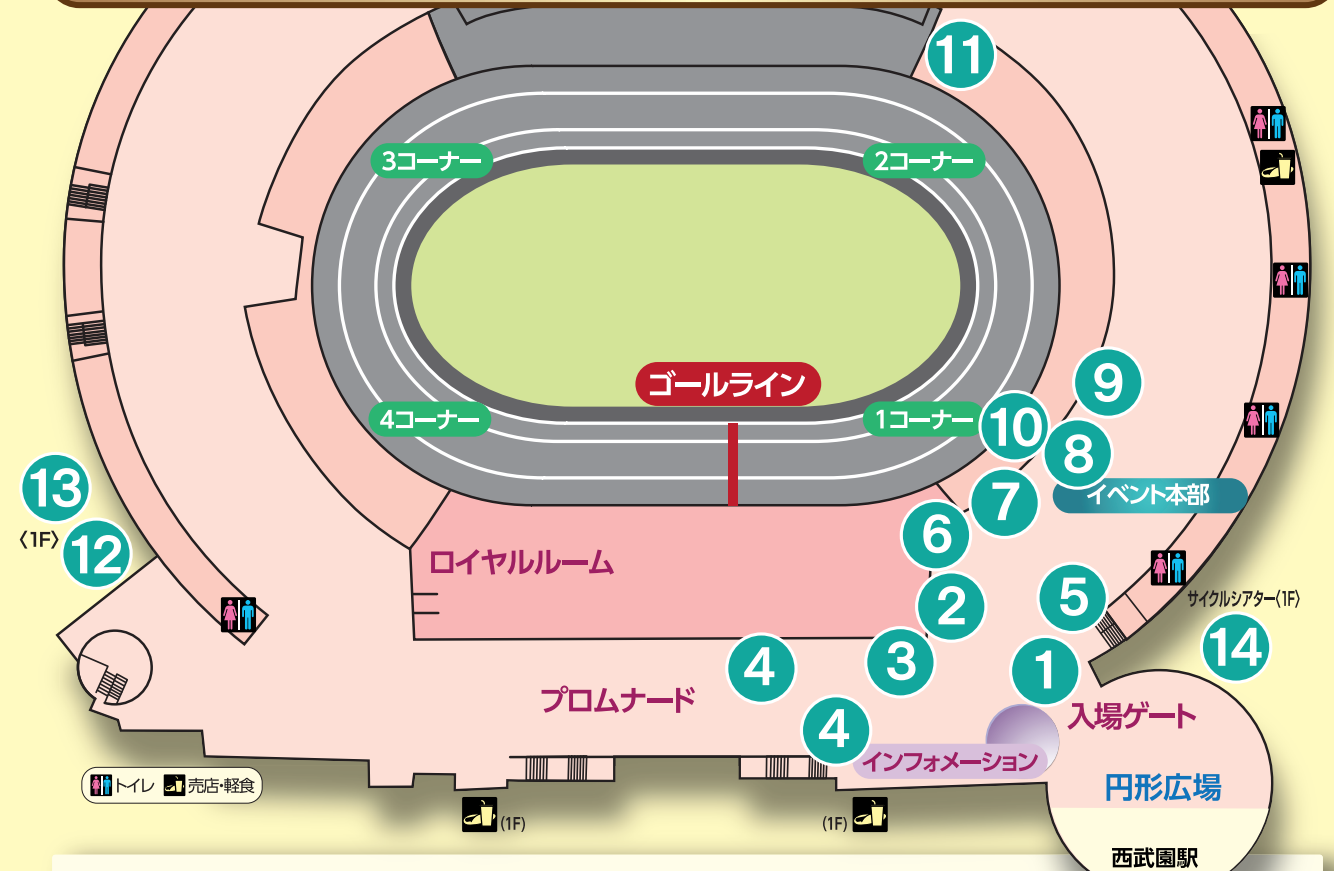 11
3コーナー
2コーナー
ゴールライン
9
4コーナー
1コーナー
10
8
13
イベント本部
7
〈1F〉
12
6
ロイヤルルーム
5
サイクルシアター〈1F〉
2
14
3
4
1
プロムナード
入場ゲート
4
インフォメーション
トイレ 売店・軽食
円形広場
(1F)
(1F)
西武園駅